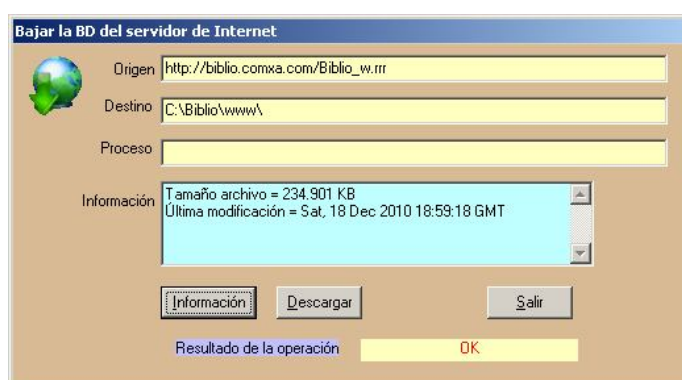 Bajar la BD del servidor de Internet
Origen http://biblio.comxa.com/Biblio_w.rrr
Destino C:\Biblio\www\
Proceso
Información Tamaño archivo = 234.901 KB
Última modificación = Sat, 18 Dec 2010 18:59:18 GMT
Información Descargar Salir
Resultado de la operación OK